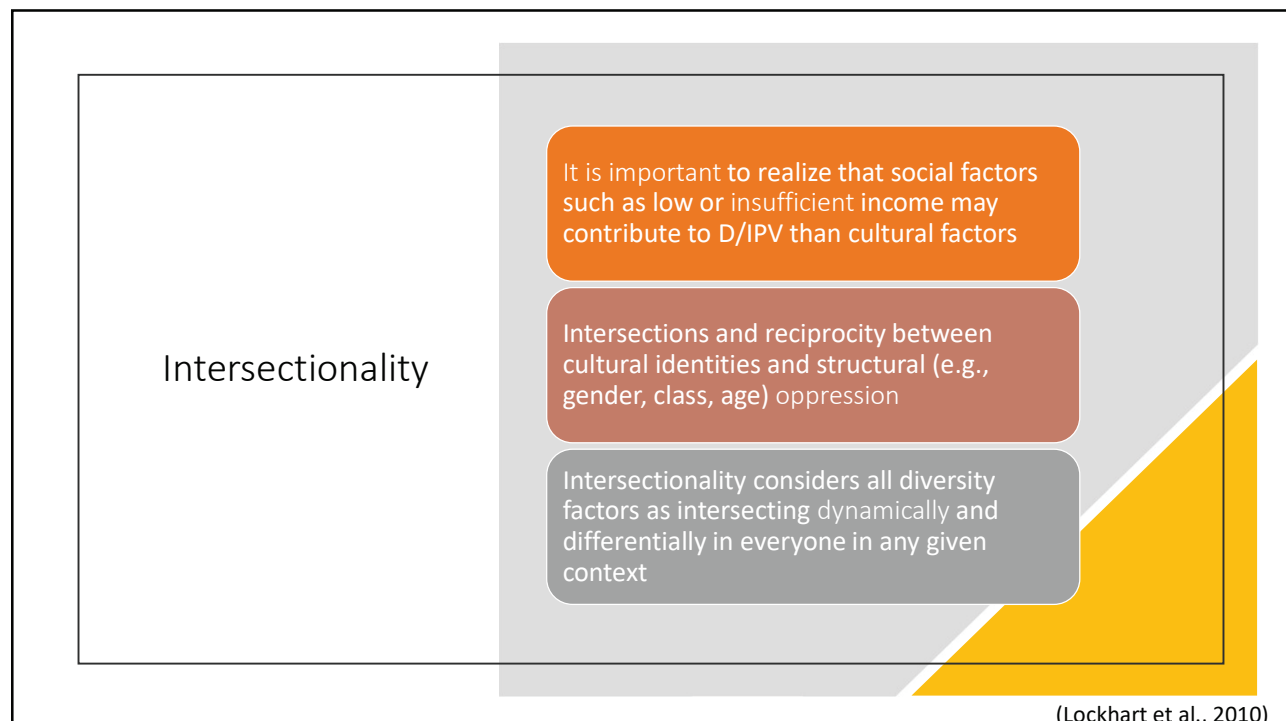 Intersectionality
It is important to realize that social factors
such as low or insufficient income may
contribute to D/IPV than cultural factors
Intersections and reciprocity between
cultural identities and structural (e.g.,
gender, class, age) oppression
Intersectionality considers all diversity
factors as intersecting dynamically and
differentially in everyone in any given
context
(Lockhart et al., 2010)